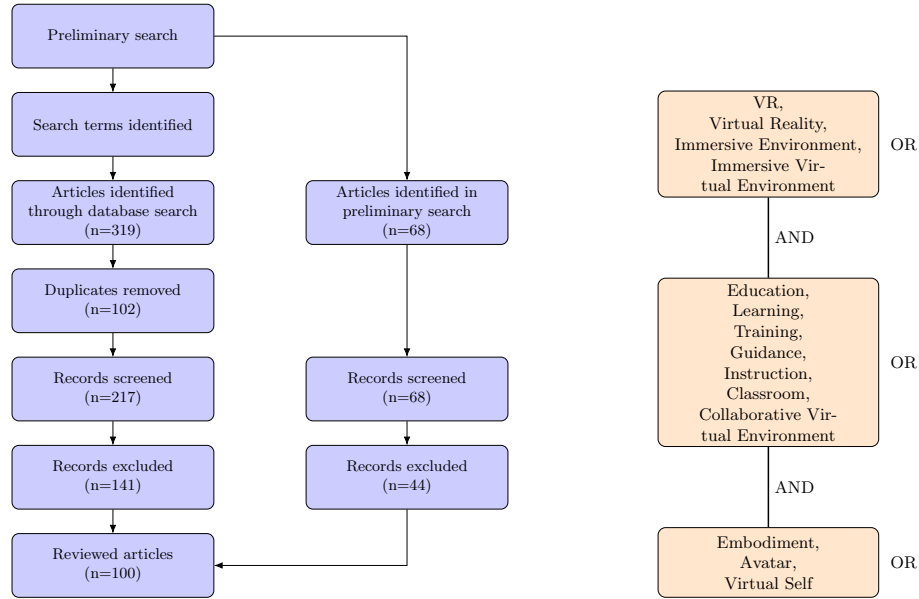 Preliminary search
Search terms identified
Articles identified
through database search
(n=319)
Duplicates removed
(n=102)
Records screened
(n=217)
Records excluded
(n=141)
Reviewed articles
(n=100)
Articles identified in
preliminary search
(n=68)
Records screened
(n=68)
Records excluded
(n=44)
VR,
Virtual Reality,
Immersive Environment,
Immersive Vir-
tual Environment
OR
AND
Education,
Learning,
Training,
Guidance,
Instruction,
Classroom,
Collaborative Vir-
tual Environment
OR
AND
Embodiment,
Avatar,
Virtual Self
OR